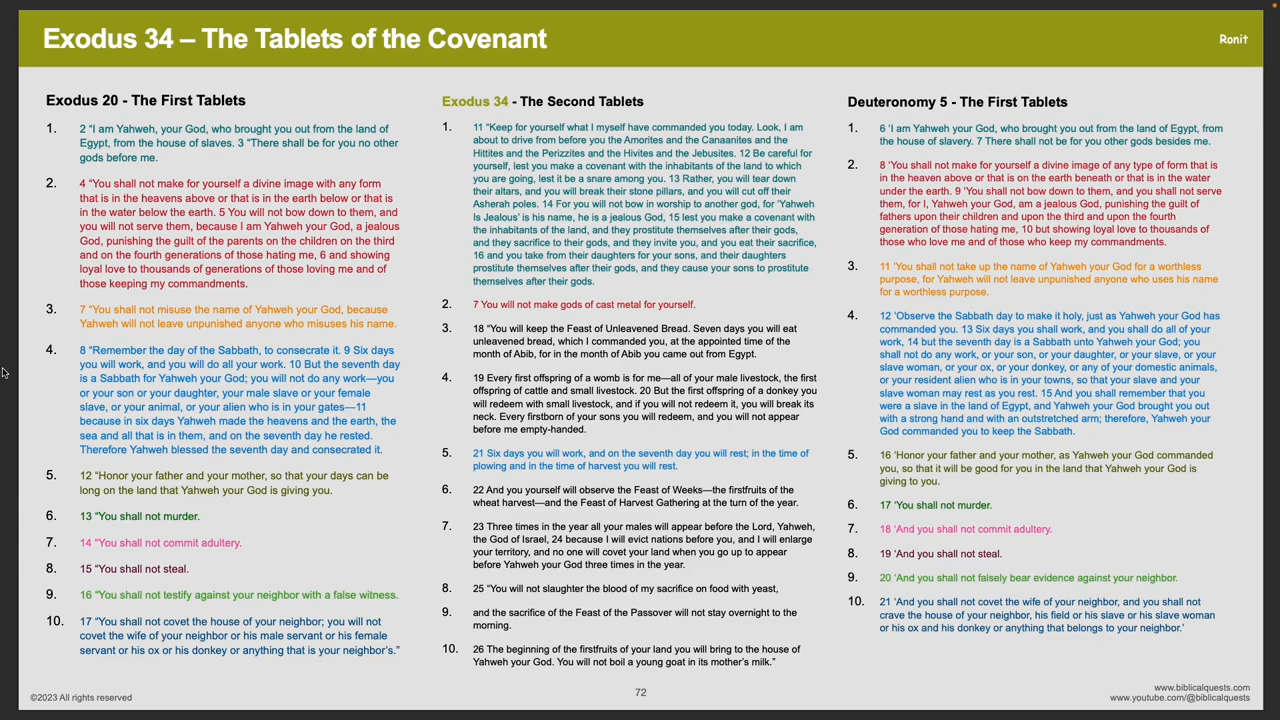 Exodus 34 – The Tablets of the Covenant
Ronit
Exodus 20 - The First Tablets
1. 2 “I am Yahweh, your God, who brought you out from the land of
Egypt, from the house of slaves. 3 “There shall be for you no other
gods before me.
2. 4 “You shall not make for yourself a divine image with any form
that is in the heavens above or that is in the earth below or that is
in the water below the earth. 5 You will not bow down to them, and
you will not serve them, because I am Yahweh your God, a jealous
God, punishing the guilt of the parents on the children on the third
and on the fourth generations of those hating me, 6 and showing
loyal love to thousands of generations of those loving me and of
those keeping my commandments.
3. 7 “You shall not misuse the name of Yahweh your God, because
Yahweh will not leave unpunished anyone who misuses his name.
4. 8 “Remember the day of the Sabbath, to consecrate it. 9 Six days
you will work, and you will do all your work. 10 But the seventh day
is a Sabbath for Yahweh your God; you will not do any work—you
or your son or your daughter, your male slave or your female
slave, or your animal, or your alien who is in your gates—11
because in six days Yahweh made the heavens and the earth, the
sea and all that is in them, and on the seventh day he rested.
Therefore Yahweh blessed the seventh day and consecrated it.
5. 12 “Honor your father and your mother, so that your days can be
long on the land that Yahweh your God is giving you.
6. 13 “You shall not murder.
7. 14 “You shall not commit adultery.
8. 15 “You shall not steal.
9. 16 “You shall not testify against your neighbor with a false witness.
10. 17 “You shall not covet the house of your neighbor; you will not
covet the wife of your neighbor or his male servant or his female
servant or his ox or his donkey or anything that is your neighbor’s.”
Exodus 34 - The Second Tablets
1. 11 “Keep for yourself what I myself have commanded you today. Look, I am
about to drive from before you the Amorites and the Canaanites and the
Hittites and the Perizzites and the Hivites and the Jebusites. 12 Be careful for
yourself, lest you make a covenant with the inhabitants of the land to which
you are going, lest it be a snare among you. 13 Rather, you will tear down
their altars, and you will break their stone pillars, and you will cut off their
Asherah poles. 14 For you will not bow in worship to another god, for ‘Yahweh
Is Jealous’ is his name, he is a jealous God, 15 lest you make a covenant with
the inhabitants of the land, and they prostitute themselves after their gods,
and they sacrifice to their gods, and they invite you, and you eat their sacrifice,
16 and you take from their daughters for your sons, and their daughters
prostitute themselves after their gods, and they cause your sons to prostitute
themselves after their gods.
2. 7 You will not make gods of cast metal for yourself.
3. 18 “You will keep the Feast of Unleavened Bread. Seven days you will eat
unleavened bread, which I commanded you, at the appointed time of the
month of Abib, for in the month of Abib you came out from Egypt.
4. 19 Every first offspring of a womb is for me—all of your male livestock, the first
offspring of cattle and small livestock. 20 But the first offspring of a donkey you
will redeem with small livestock, and if you will not redeem it, you will break its
neck. Every firstborn of your sons you will redeem, and you will not appear
before me empty-handed.
5. 21 Six days you will work, and on the seventh day you will rest; in the time of
plowing and in the time of harvest you will rest.
6. 22 And you yourself will observe the Feast of Weeks—the firstfruits of the
wheat harvest—and the Feast of Harvest Gathering at the turn of the year.
7. 23 Three times in the year all your males will appear before the Lord, Yahweh,
the God of Israel, 24 because I will evict nations before you, and I will enlarge
your territory, and no one will covet your land when you go up to appear
before Yahweh your God three times in the year.
8. 25 “You will not slaughter the blood of my sacrifice on food with yeast,
9. and the sacrifice of the Feast of the Passover will not stay overnight to the
morning.
10. 26 The beginning of the firstfruits of your land you will bring to the house of
Yahweh your God. You will not boil a young goat in its mother’s milk.”
Deuteronomy 5 - The First Tablets
1. 6 ‘I am Yahweh, your God, who brought you out from the land of Egypt, from
the house of slavery. 7 There shall not be for you other gods besides me.
2. 8 ‘You shall not make for yourself a divine image of any type of form that is
in the heaven above or that is on the earth beneath or that is in the water
under the earth. 9 ‘You shall not bow down to them, and you shall not serve
them, for I, Yahweh your God, am a jealous God, punishing the guilt of
fathers upon their children and upon the third and upon the fourth
generation of those hating me, 10 but showing loyal love to thousands of
those who love me and of those who keep my commandments.
3. 11 ‘You shall not take up the name of Yahweh your God for a worthless
purpose, for Yahweh will not leave unpunished anyone who uses his name
for a worthless purpose.
4. 12 ‘Observe the Sabbath day to make it holy, just as Yahweh your God has
commanded you. 13 Six days you shall work, and you shall do all of your
work, 14 but the seventh day is a Sabbath unto Yahweh your God; you
shall not do any work, or your son, or your daughter, or your slave, or your
slave woman, or your ox, or your donkey, or any of your domestic animals,
or your resident alien who is in your towns, so that your slave and your
slave woman may rest as you rest. 15 And you shall remember that you
were a slave in the land of Egypt, and Yahweh your God brought you out
with a strong hand and with an outstretched arm; therefore, Yahweh your
God commanded you to keep the Sabbath.
5. 16 ‘Honor your father and your mother, as Yahweh your God commanded
you, so that it will be good for you in the land that Yahweh your God is
giving to you.
6. 17 ‘You shall not murder.
7. 18 ‘And you shall not commit adultery.
8. 19 ‘And you shall not steal.
9. 20 ‘And you shall not falsely bear evidence against your neighbor.
10. 21 ‘And you shall not covet the wife of your neighbor, and you shall not
crave the house of your neighbor, his field or his slave or his slave woman
or his ox and his donkey or anything that belongs to your neighbor.’
©2023 All rights reserved
72
www.biblicalquests.com
www.youtube.com/@biblicalquests